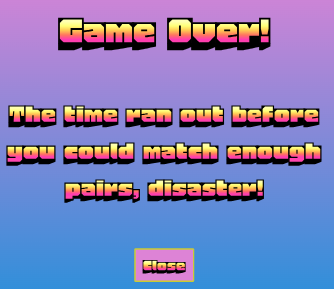 Game Over!
The time ran out before
you could match enough
pairs, disaster!
Close